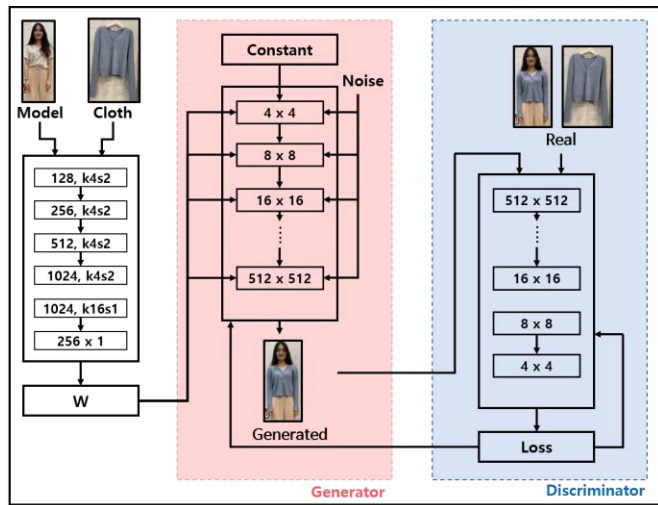 Model
Cloth
128, k4s2
256, k4s2
512, k4s2
1024, k4s2
1024, k16s1
256 x 1
W
Constant
Noise
4 x 4
8 x 8
16 x 16
512 x 512
Generated
Generator
Real
512 x 512
16 x 16
8 x 8
4 x 4
Loss
Discriminator